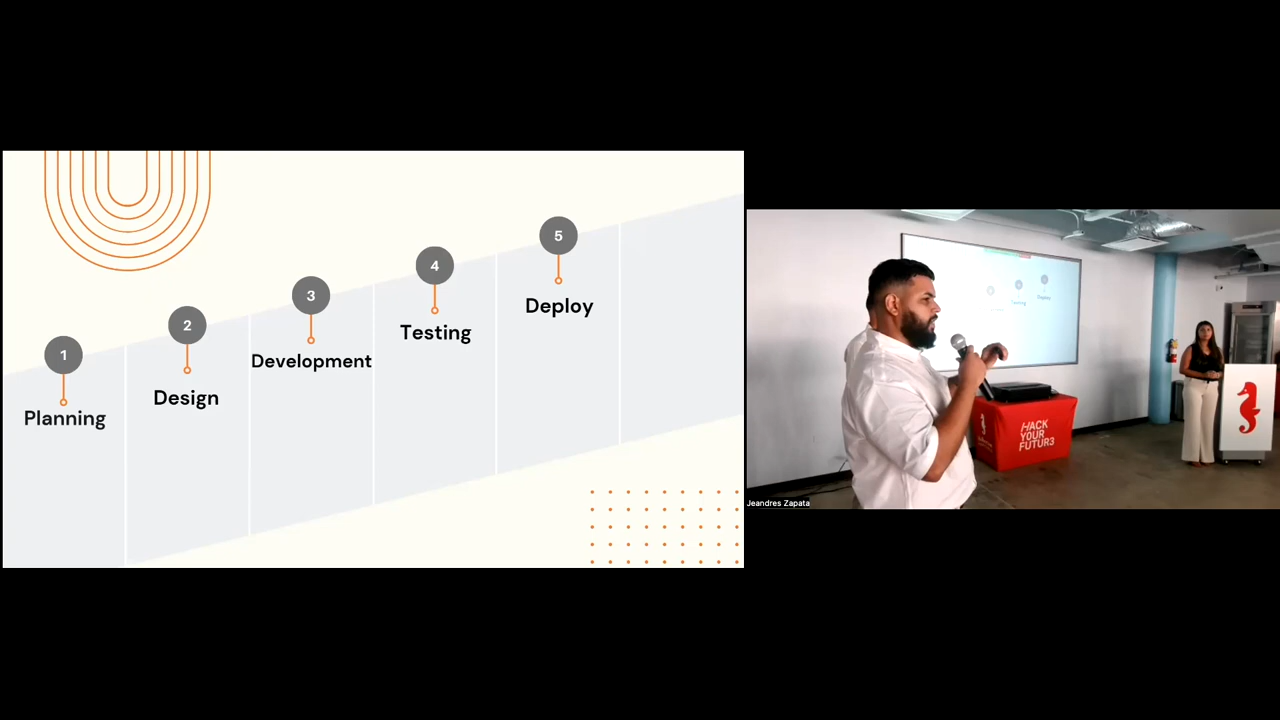 1
Planning
2
Design
3
Development
4
Testing
5
Deploy
HACK
YOUR
FUTUR3
Jeandres Zapata